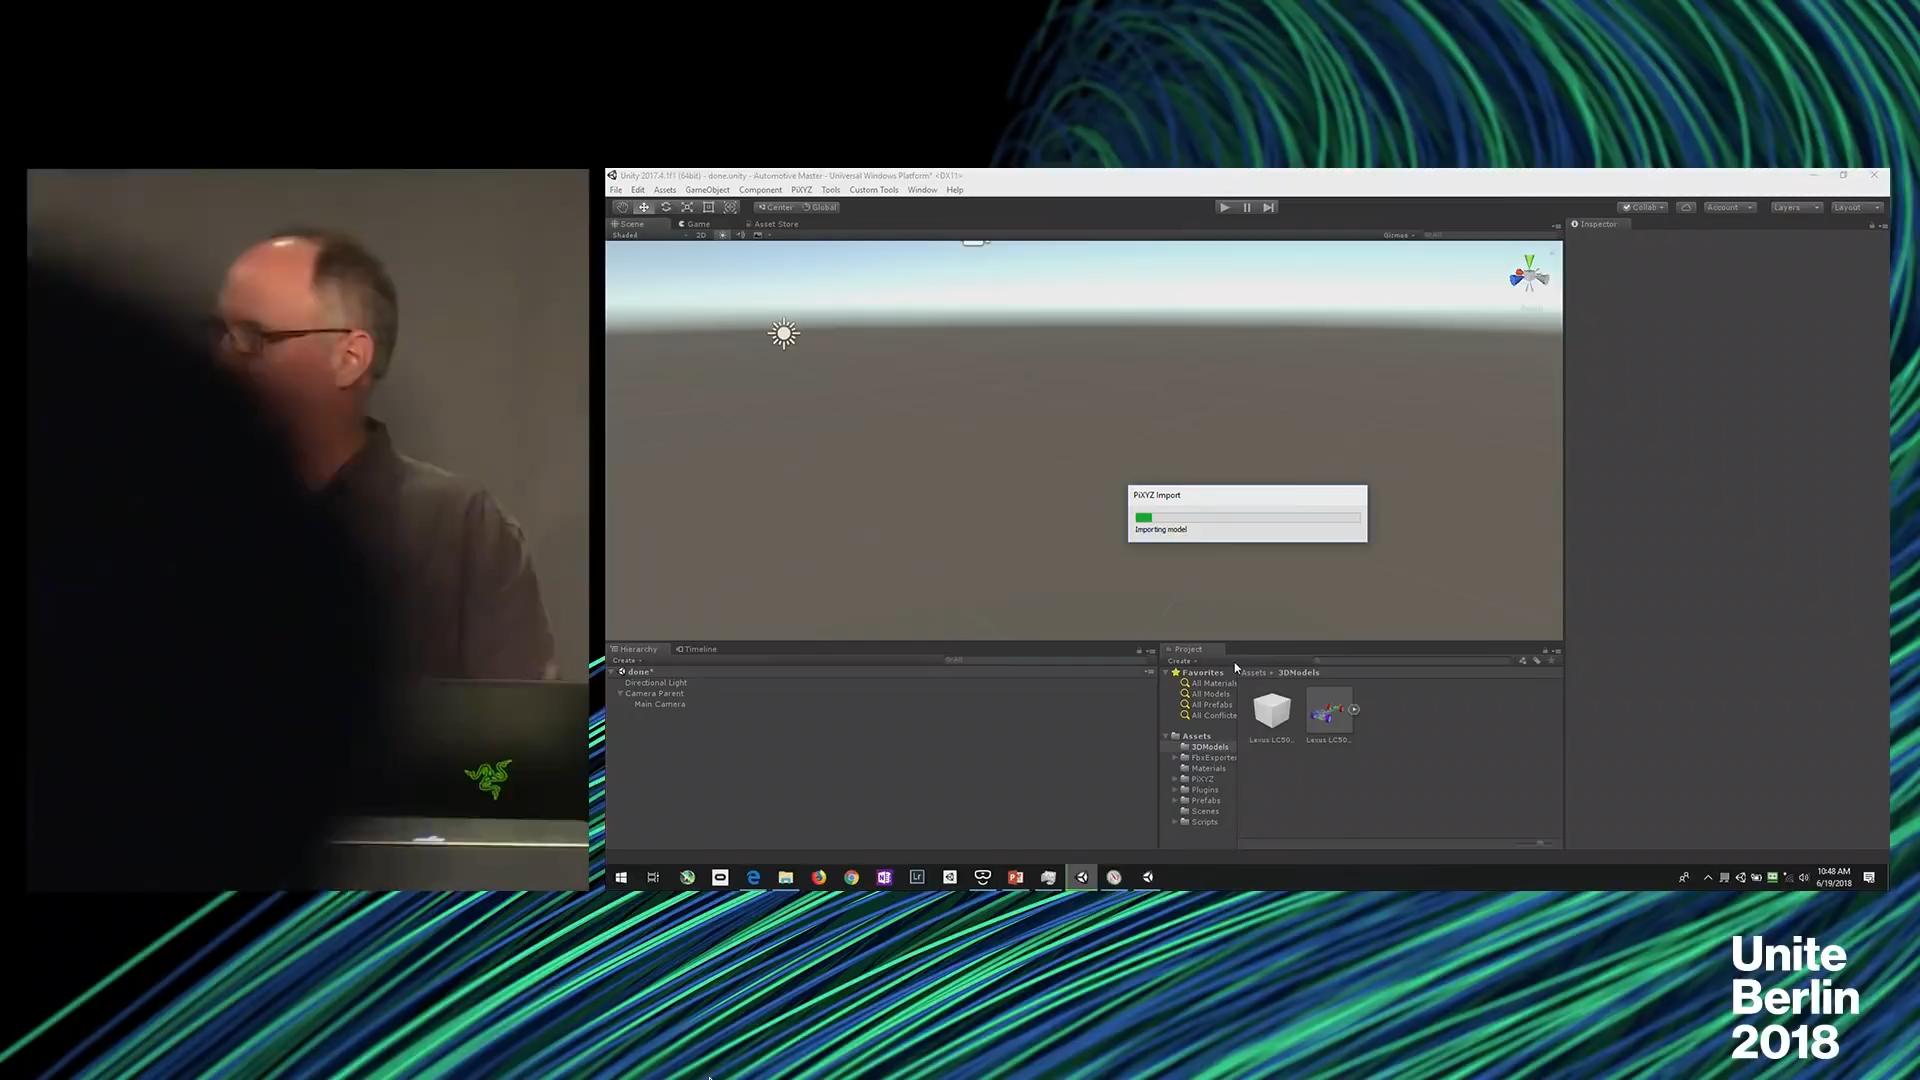 Unity 2017.4.1f1 (64bit) - done.unity - Automotive Master - Universal Windows Platform* <DX11>
File Edit Assets GameObject Component PiXYZ Tools Custom Tools Window Help
Center Global
Collab Account Layers Layout
Scene Game Asset Store
Inspector
Shaded 2D Gizmos
PiXYZ Import
Importing model
Hierarchy Timeline
Create
done*
Directional Light
Camera Parent
Main Camera
Project
Create
Favorites
All Materials
All Models
All Prefabs
All Conflicts
Assets
3DModels
FbxExporter
Materials
PiXYZ
Plugins
Prefabs
Scenes
Scripts
Assets 3DModels
Lexus LC50... Lexus LC50...
10:48 AM
6/19/2018
Unite
Berlin
2018